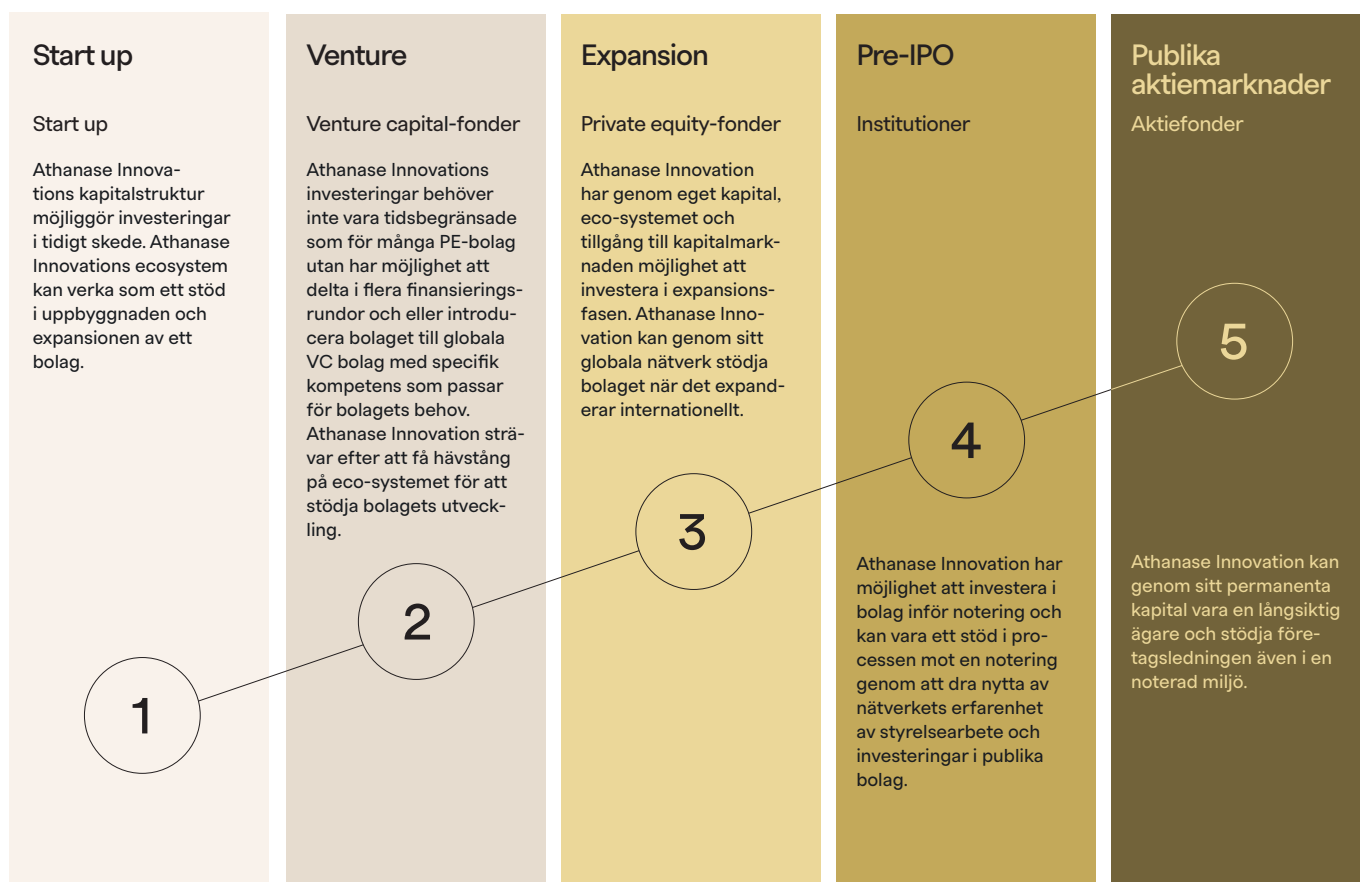 Start up
Start up
Athanase Innova-
tions kapitalstruktur
möjliggör investeringar
i tidigt skede. Athanase
Innovations ecosystem
kan verka som ett stöd
i uppbyggnaden och
expansionen av ett
bolag.
1
Venture
Venture capital-fonder
Athanase Innovations
investeringar behöver
inte vara tidsbegränsade
som för många PE-bolag
utan har möjlighet att
delta i flera finansierings-
rundor och eller introdu-
cera bolaget till globala
VC bolag med specifik
kompetens som passar
för bolagets behov.
Athanase Innovation strä-
var efter att få hävstång
på eco-systemet för att
stödja bolagets utveck-
ling.
2
Expansion
Private equity-fonder
Athanase Innovation
har genom eget kapital,
eco-systemet och
tillgång till kapitalmark-
naden möjlighet att
investera i expansions-
fasen. Athanase Inno-
vation kan genom sitt
globala nätverk stödja
bolaget när det expand-
erar internationellt.
3
Pre-IPO
Institutioner
4
Athanase Innovation har
möjlighet att investera i
bolag inför notering och
kan vara ett stöd i pro-
cessen mot en notering
genom att dra nytta av
nätverkets erfarenhet
av styrelsearbete och
investeringar i publika
bolag.
Publika
aktiemarknader
Aktiefonder
5
Athanase Innovation kan
genom sitt permanenta
kapital vara en långsiktig
ägare och stödja före-
tagsledningen även i en
noterad miljö.